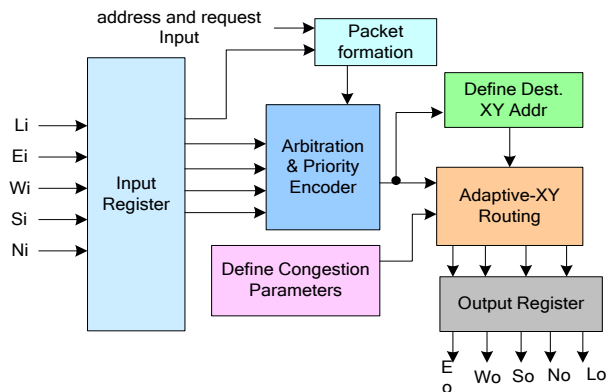 address and request
Input
Packet
formation
Define Dest.
XY Addr
Li
Ei
Wi
Si
Ni
Input
Register
Arbitration
& Priority
Encoder
Adaptive-XY
Routing
Define Congestion
Parameters
Output Register
E
o
Wo
So
No
Lo